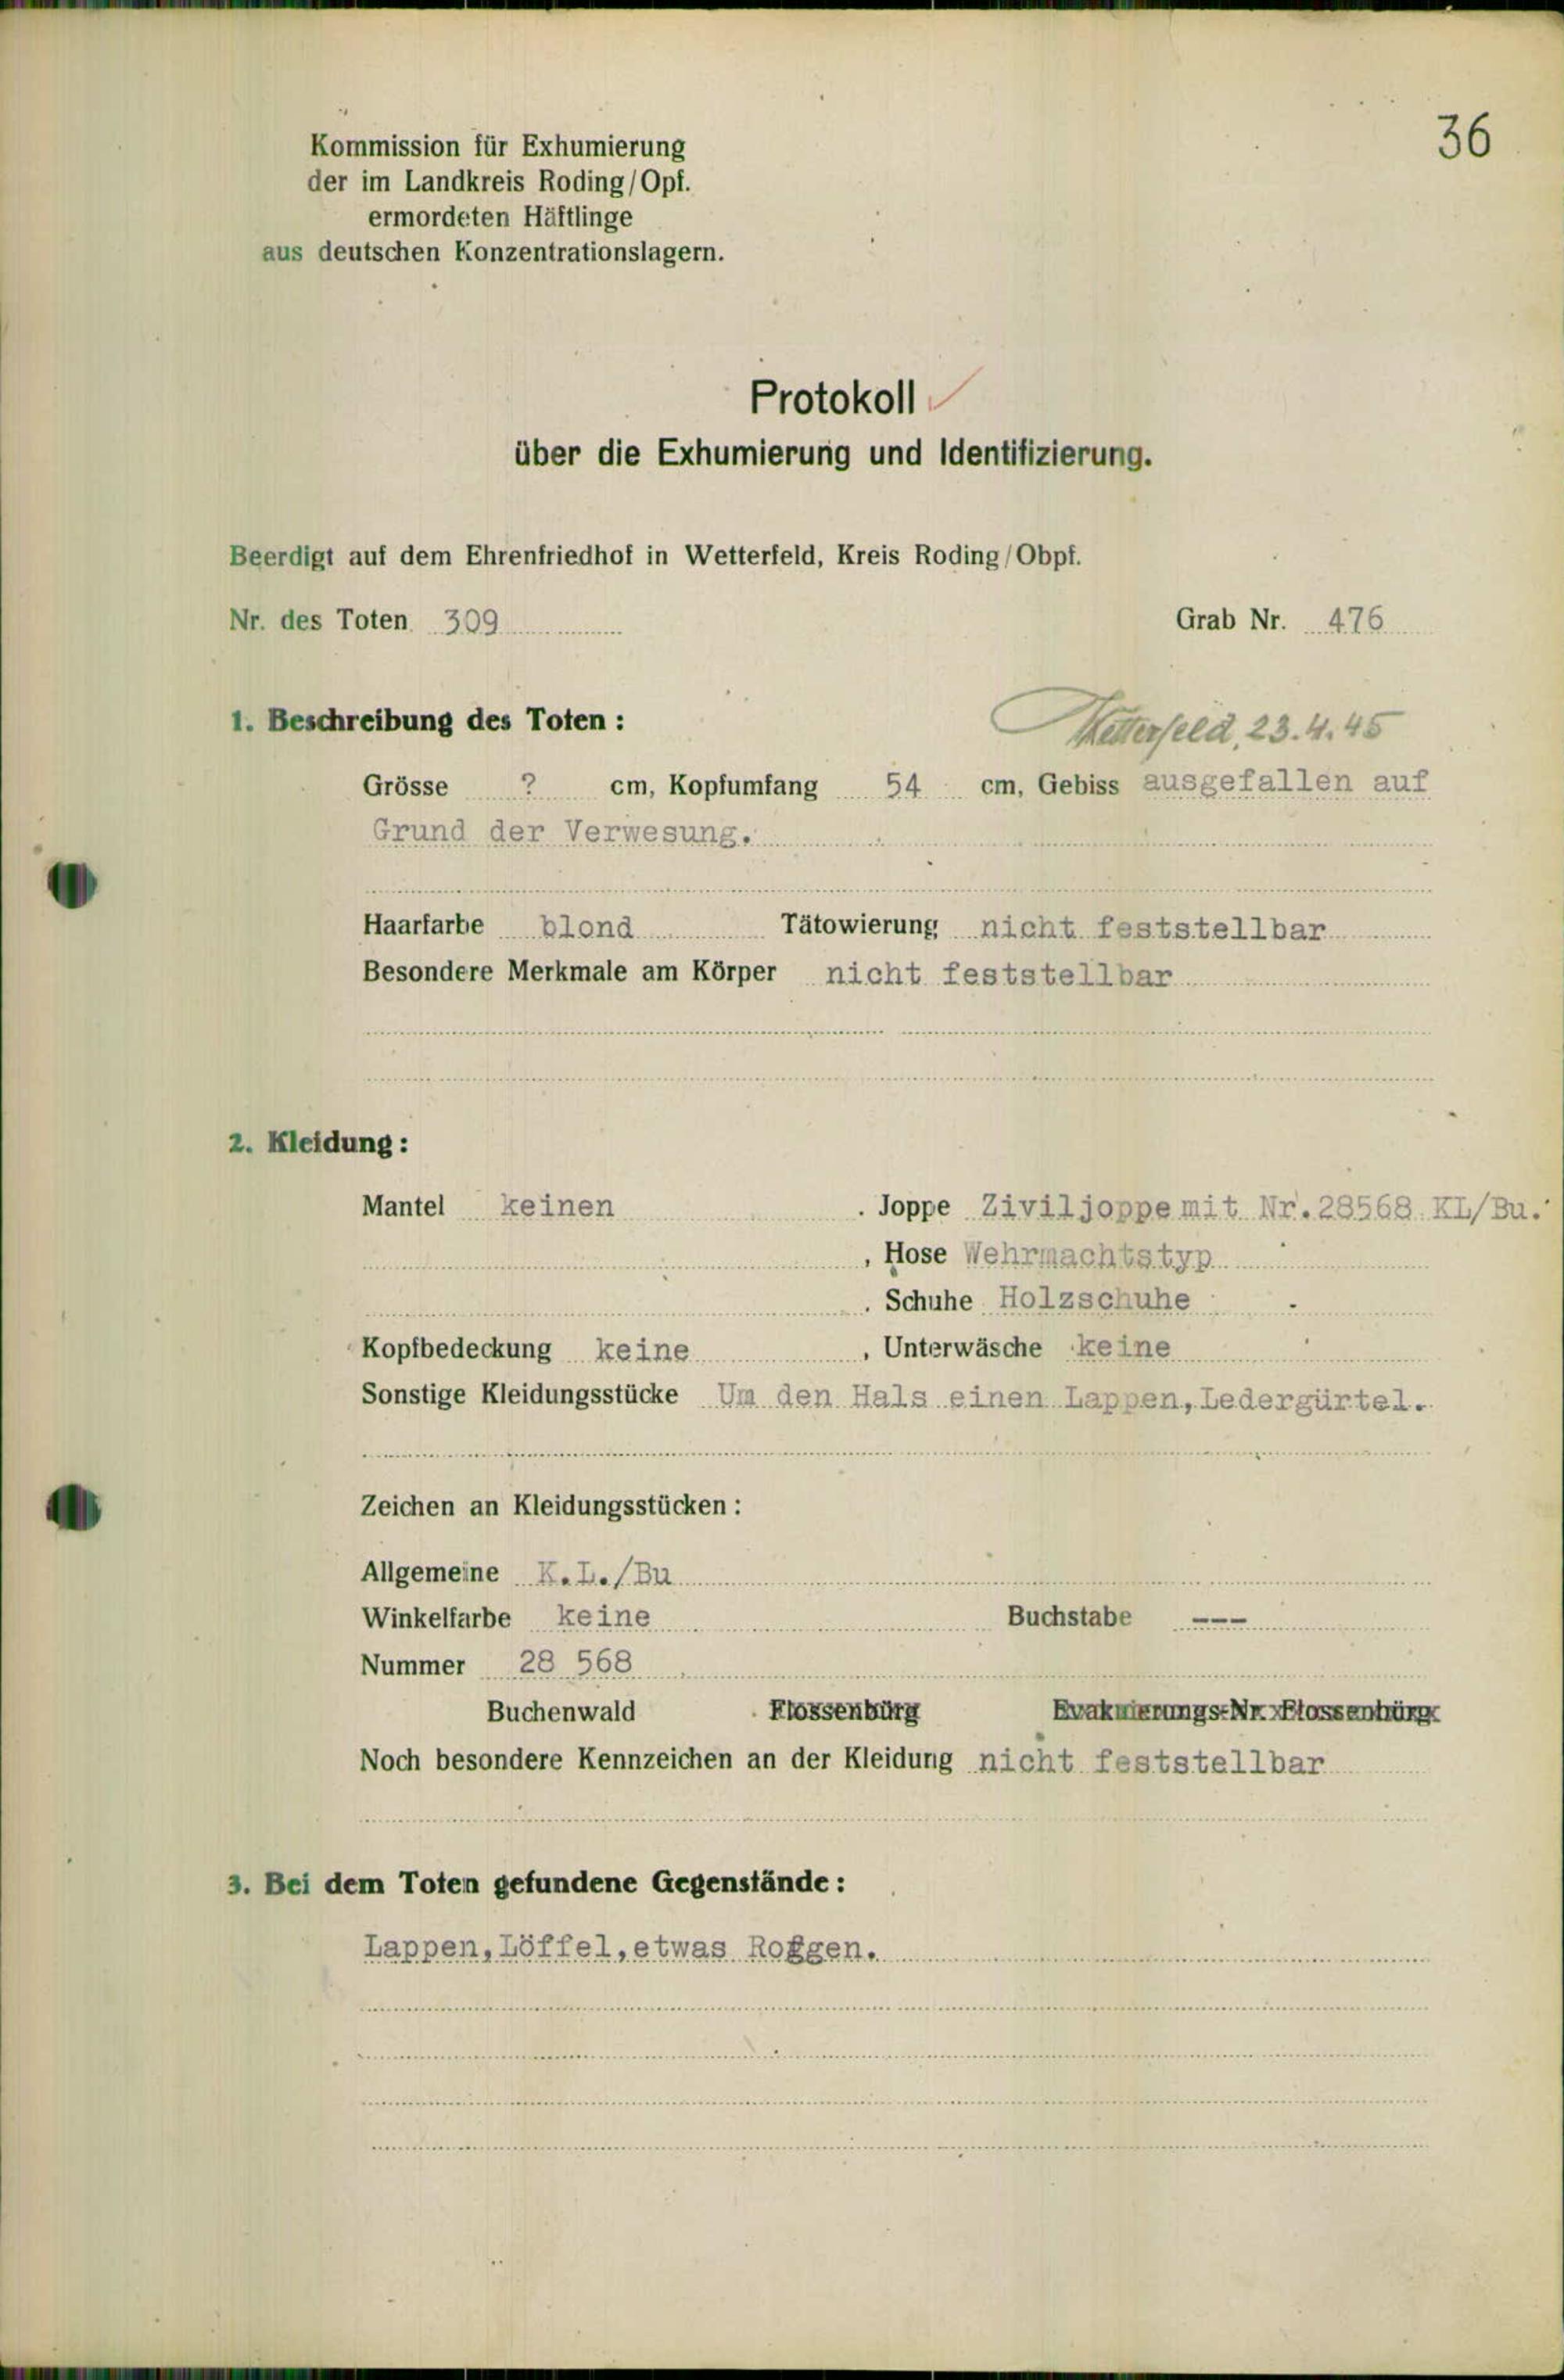 36
Kommission für Exhumierung
der im Landkreis Roding/Opf.
ermordeten Häftlinge
aus deutschen Konzentrationslagern.
Protokoll
über die Exhumierung und Identifizierung.
Beerdigt auf dem Ehrenfriedhof in Wetterfeld, Kreis Roding/Obpf.
Nr. des Toten 309 Grab Nr. 476
1. Beschreibung des Toten :
Wetterfeld, 23.4.45
Grösse ? cm, Kopfumfang 54 cm, Gebiss ausgefallen auf
Grund der Verwesung.
Haarfarbe blond Tätowierung nicht feststellbar
Besondere Merkmale am Körper nicht feststellbar
2. Kleidung :
Mantel keinen . Joppe Ziviljoppe mit Nr.28568 KL/Bu.
, Hose Wehrmachtstyp
. Schuhe Holzschuhe
Kopfbedeckung keine , Unterwäsche keine
Sonstige Kleidungsstücke Um den Hals einen Lappen,Ledergürtel.
Zeichen an Kleidungsstücken :
Allgemeine K.L./Bu
Winkelfarbe keine Buchstabe ---
Nummer 28 568
Buchenwald Flossenbürg Evakuierungs-Nr. Flossenbürg
Noch besondere Kennzeichen an der Kleidung nicht feststellbar
3. Bei dem Toten gefundene Gegenstände :
Lappen,Löffel,etwas Roggen.